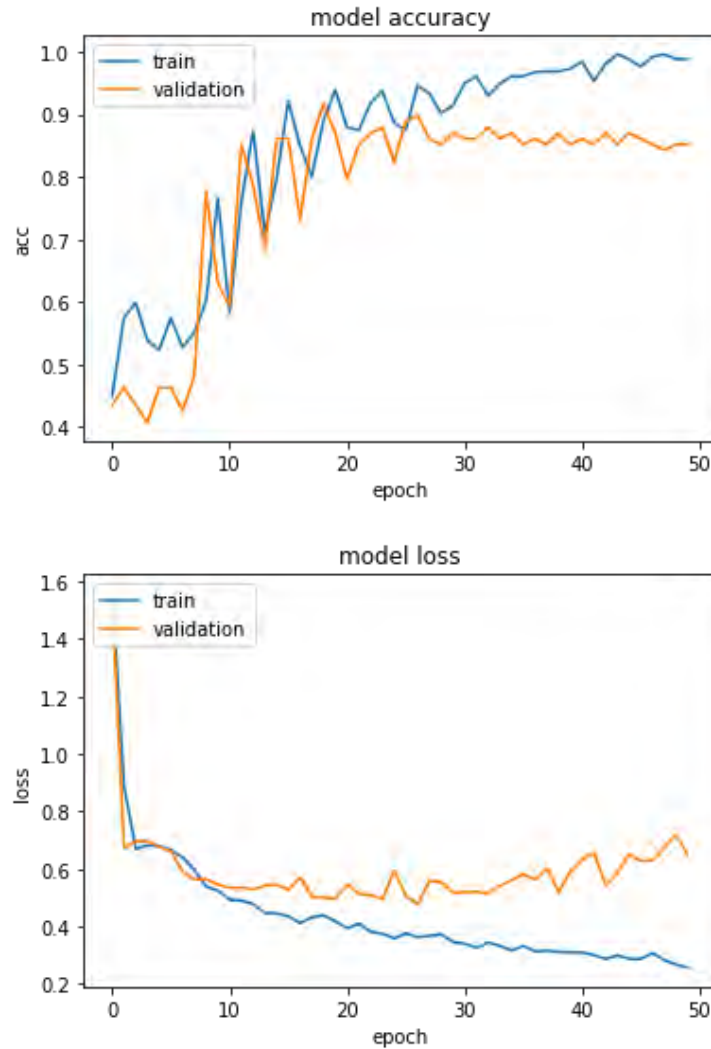 model accuracy
1.0
0.9
0.8
0.7
0.6
0.5
0.4
acc
train
validation
0 10 20 30 40 50
epoch
model loss
1.6
1.4
1.2
1.0
0.8
0.6
0.4
0.2
loss
train
validation
0 10 20 30 40 50
epoch